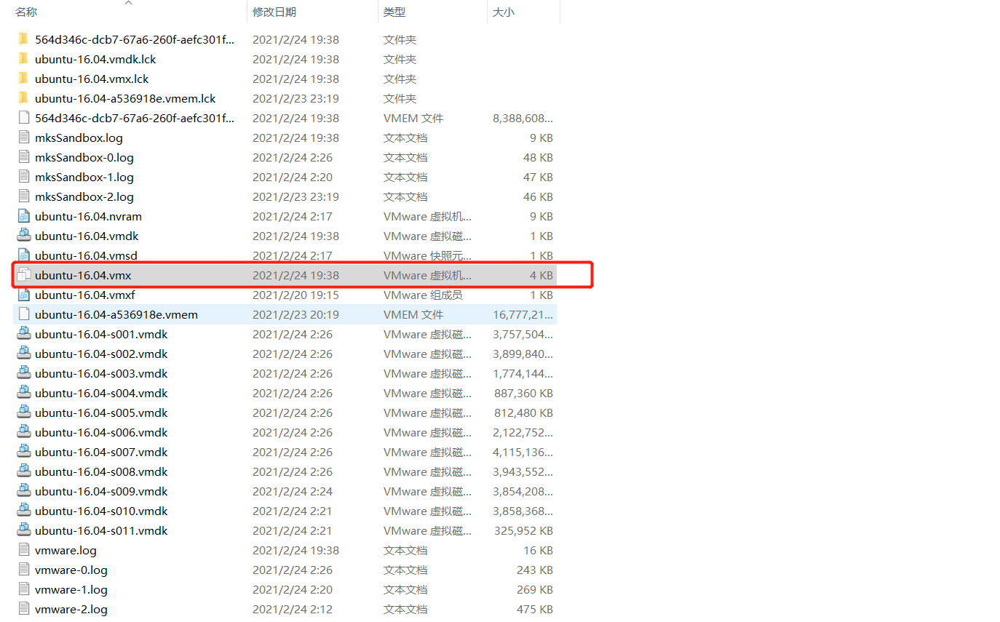 名称 修改日期 类型 大小
564d346c-dcb7-67a6-260f-aefc301f... 2021/2/24 19:38 文件夹
ubuntu-16.04.vmdk.lck 2021/2/24 19:38 文件夹
ubuntu-16.04.vmx.lck 2021/2/24 19:38 文件夹
ubuntu-16.04-a536918e.vmem.lck 2021/2/23 23:19 文件夹
564d346c-dcb7-67a6-260f-aefc301f... 2021/2/24 19:38 VMEM 文件 8,388,608...
mksSandbox.log 2021/2/24 19:38 文本文档 9 KB
mksSandbox-0.log 2021/2/24 2:26 文本文档 48 KB
mksSandbox-1.log 2021/2/24 2:20 文本文档 47 KB
mksSandbox-2.log 2021/2/23 23:19 文本文档 46 KB
ubuntu-16.04.nvram 2021/2/24 2:17 VMware 虚拟机... 9 KB
ubuntu-16.04.vmdk 2021/2/24 19:38 VMware 虚拟磁... 1 KB
ubuntu-16.04.vmsd 2021/2/24 2:17 VMware 快照元... 1 KB
ubuntu-16.04.vmx 2021/2/24 19:38 VMware 虚拟机... 4 KB
ubuntu-16.04.vmxf 2021/2/20 19:15 VMware 组成员 1 KB
ubuntu-16.04-a536918e.vmem 2021/2/23 20:19 VMEM 文件 16,777,21...
ubuntu-16.04-s001.vmdk 2021/2/24 2:26 VMware 虚拟磁... 3,757,504...
ubuntu-16.04-s002.vmdk 2021/2/24 2:26 VMware 虚拟磁... 3,899,840...
ubuntu-16.04-s003.vmdk 2021/2/24 2:26 VMware 虚拟磁... 1,774,144...
ubuntu-16.04-s004.vmdk 2021/2/24 2:26 VMware 虚拟磁... 887,360 KB
ubuntu-16.04-s005.vmdk 2021/2/24 2:26 VMware 虚拟磁... 812,480 KB
ubuntu-16.04-s006.vmdk 2021/2/24 2:26 VMware 虚拟磁... 2,122,752...
ubuntu-16.04-s007.vmdk 2021/2/24 2:26 VMware 虚拟磁... 4,115,136...
ubuntu-16.04-s008.vmdk 2021/2/24 2:26 VMware 虚拟磁... 3,943,552...
ubuntu-16.04-s009.vmdk 2021/2/24 2:24 VMware 虚拟磁... 3,854,208...
ubuntu-16.04-s010.vmdk 2021/2/24 2:21 VMware 虚拟磁... 3,858,368...
ubuntu-16.04-s011.vmdk 2021/2/24 2:21 VMware 虚拟磁... 325,952 KB
vmware.log 2021/2/24 19:38 文本文档 16 KB
vmware-0.log 2021/2/24 2:26 文本文档 243 KB
vmware-1.log 2021/2/24 2:20 文本文档 269 KB
vmware-2.log 2021/2/24 2:12 文本文档 475 KB